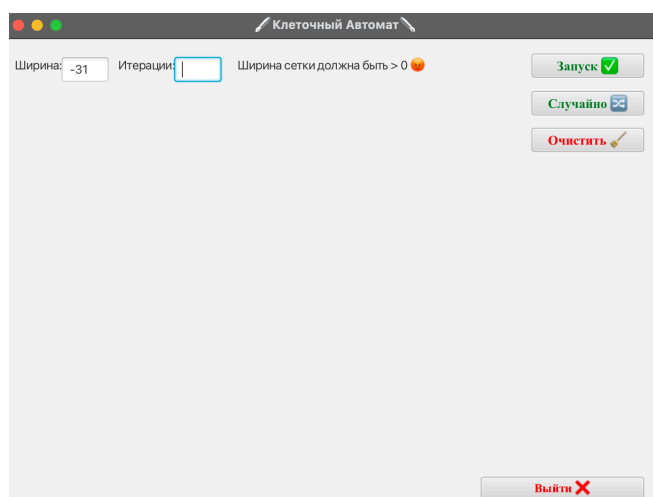 Клеточный Автомат
Ширина: -31 Итерации: Ширина сетки должна быть > 0 😡 Запуск ✅
Случайно 🔀
Очистить 🧹
Выйти ❌